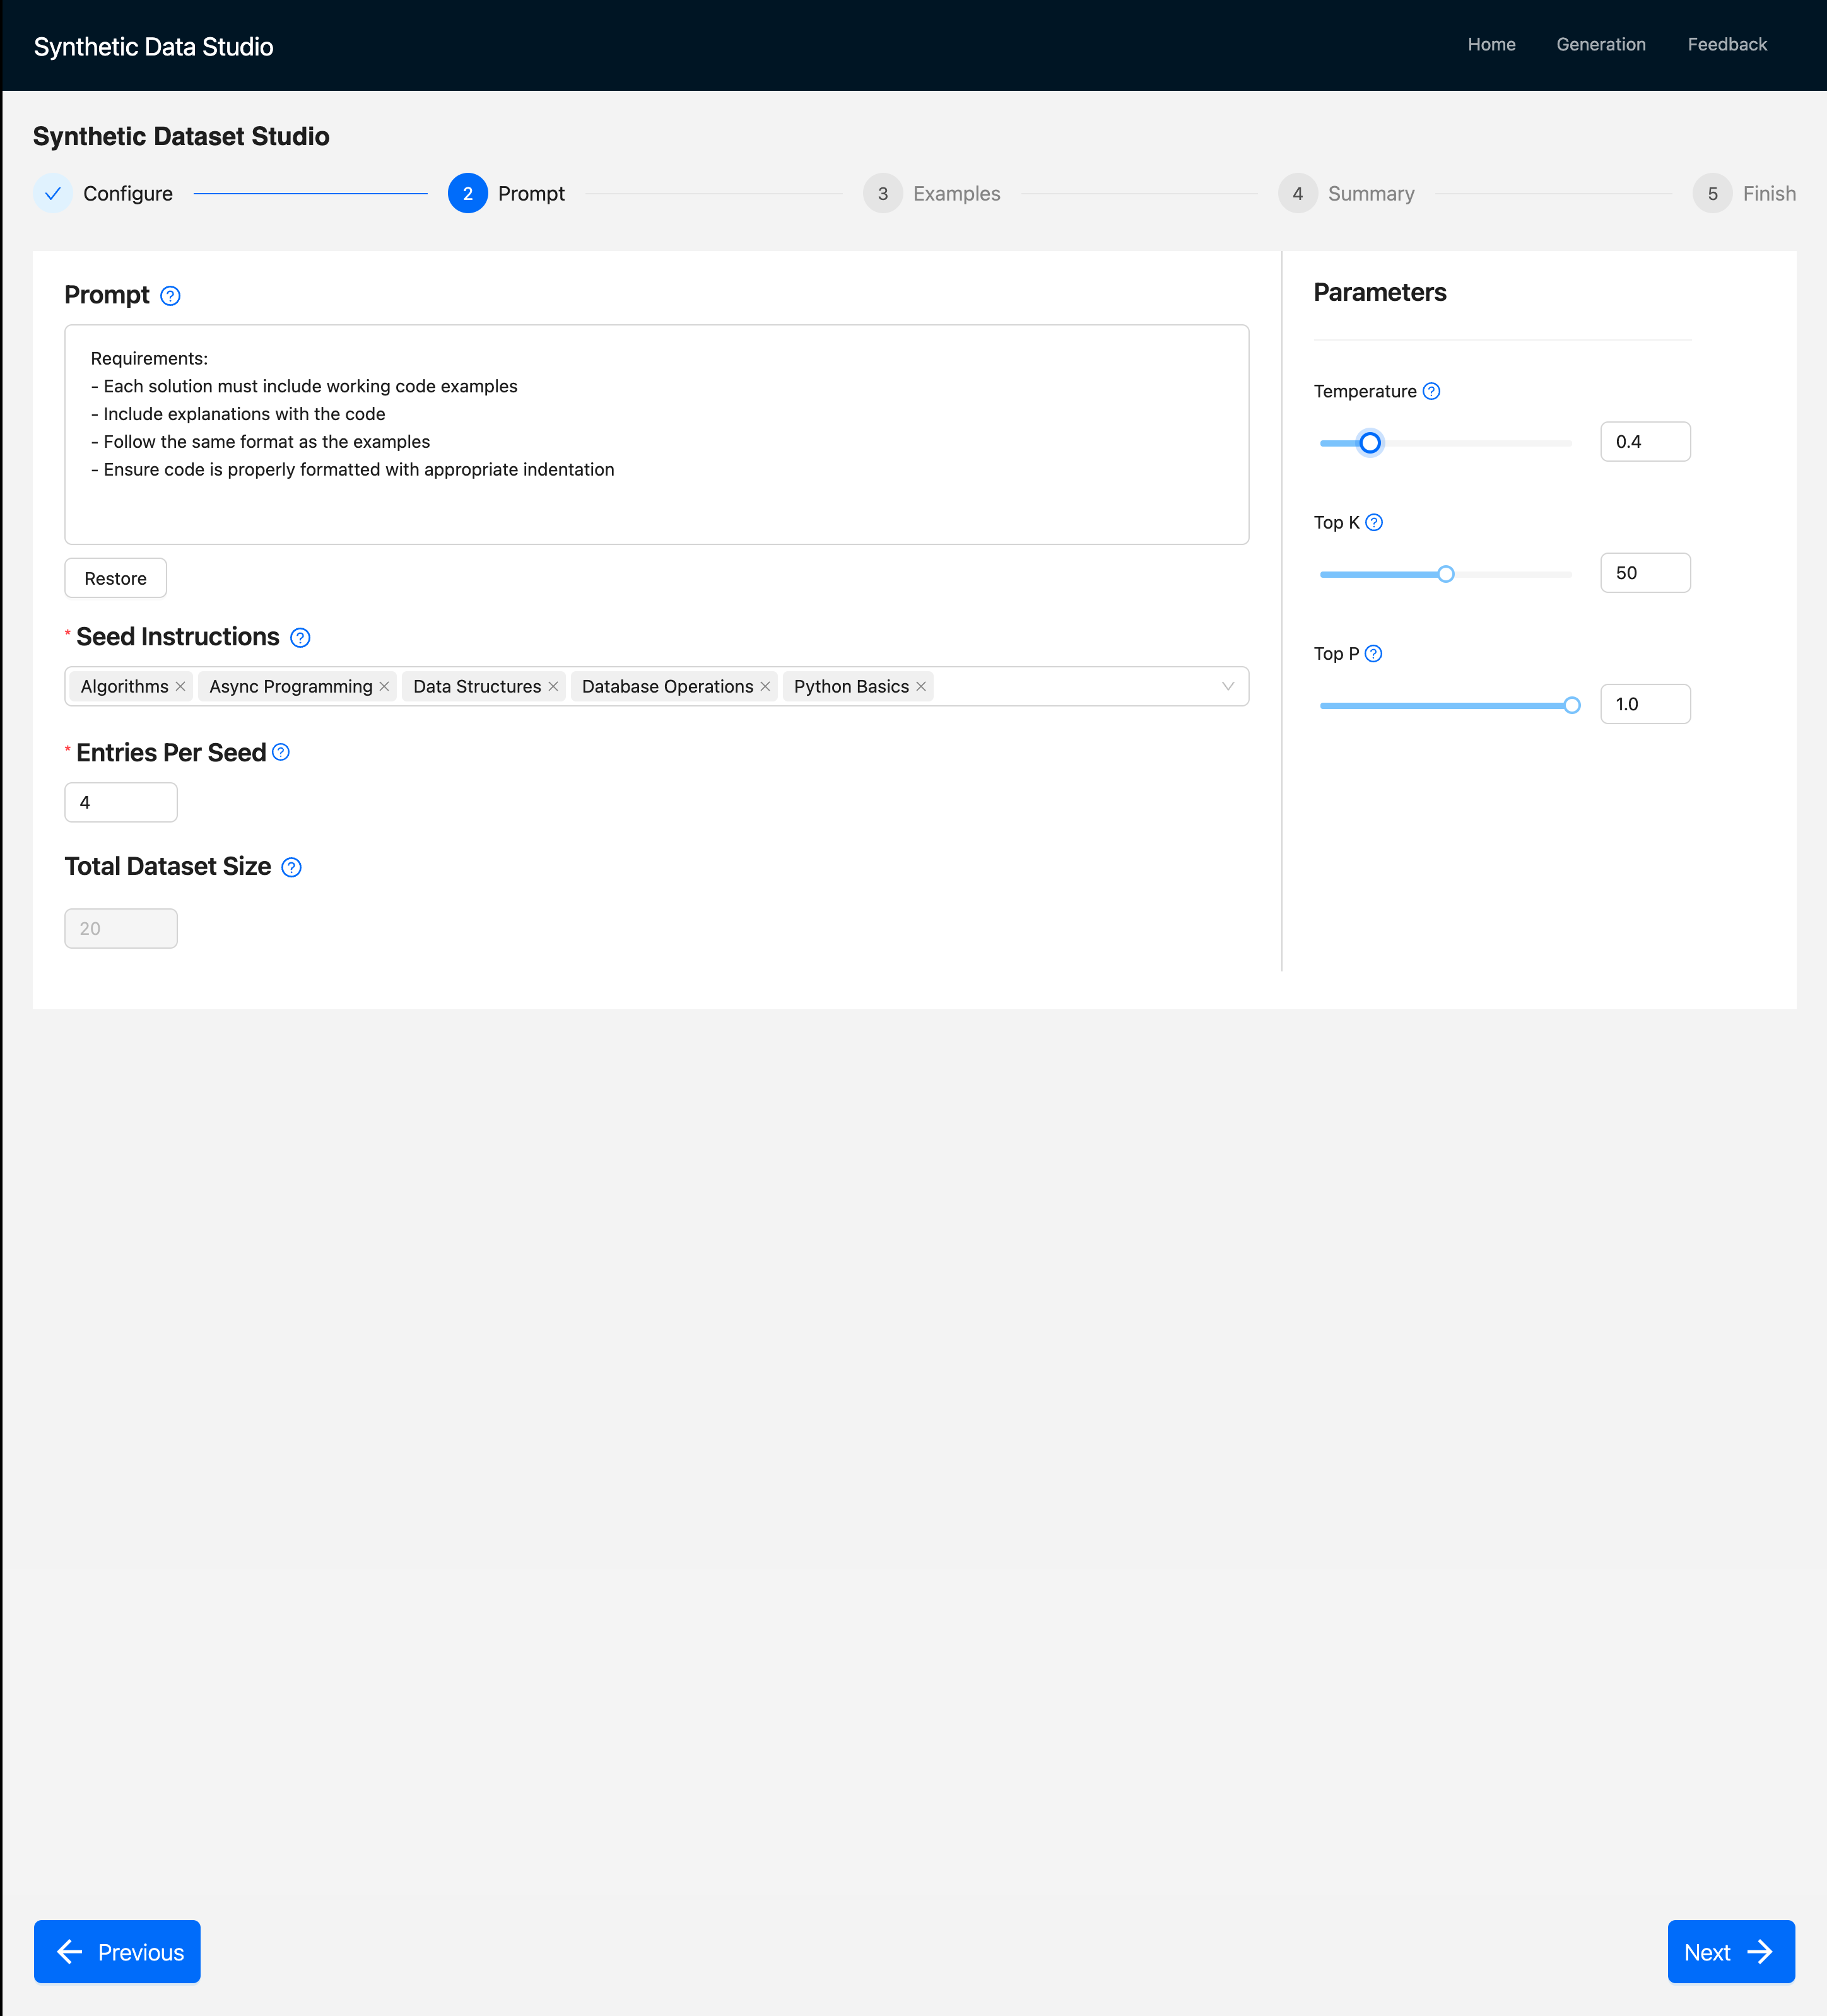 Synthetic Data Studio
Home Generation Feedback
Synthetic Dataset Studio
Configure 2 Prompt 3 Examples 4 Summary 5 Finish
Prompt ?
Requirements:
- Each solution must include working code examples
- Include explanations with the code
- Follow the same format as the examples
- Ensure code is properly formatted with appropriate indentation
Restore
* Seed Instructions ?
Algorithms × Async Programming × Data Structures × Database Operations × Python Basics ×
* Entries Per Seed ?
4
Total Dataset Size ?
20
Parameters
Temperature ?
0.4
Top K ?
50
Top P ?
1.0
Previous
Next